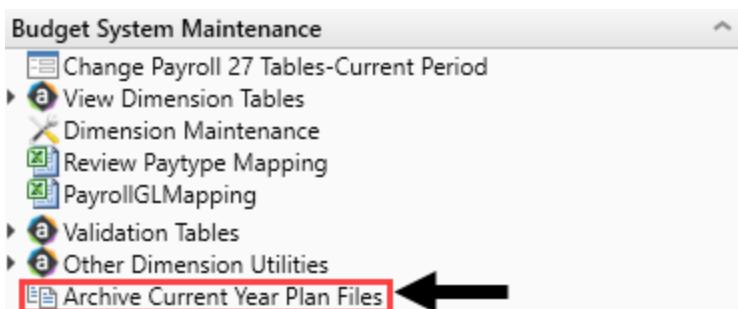 Budget System Maintenance
Change Payroll 27 Tables-Current Period
View Dimension Tables
Dimension Maintenance
Review Paytype Mapping
PayrollGLMapping
Validation Tables
Other Dimension Utilities
Archive Current Year Plan Files